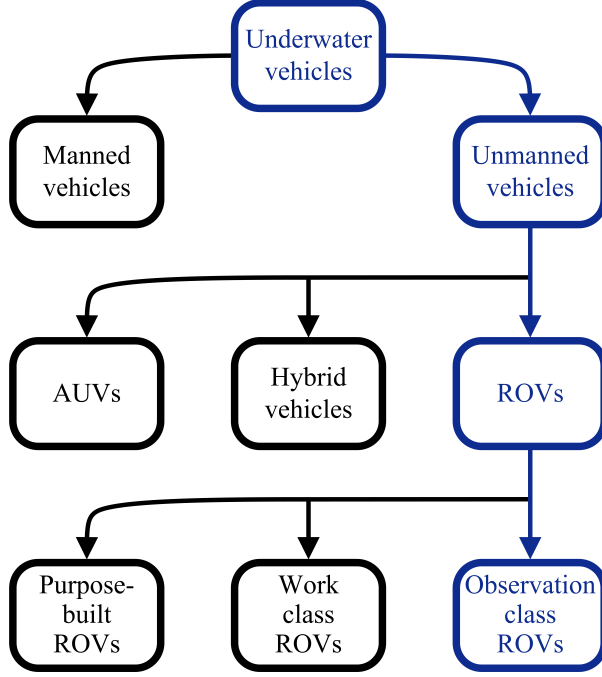 Underwater
vehicles
Manned
vehicles
Unmanned
vehicles
AUVs
Hybrid
vehicles
ROVs
Purpose-
built
ROVs
Work
class
ROVs
Observation
class
ROVs